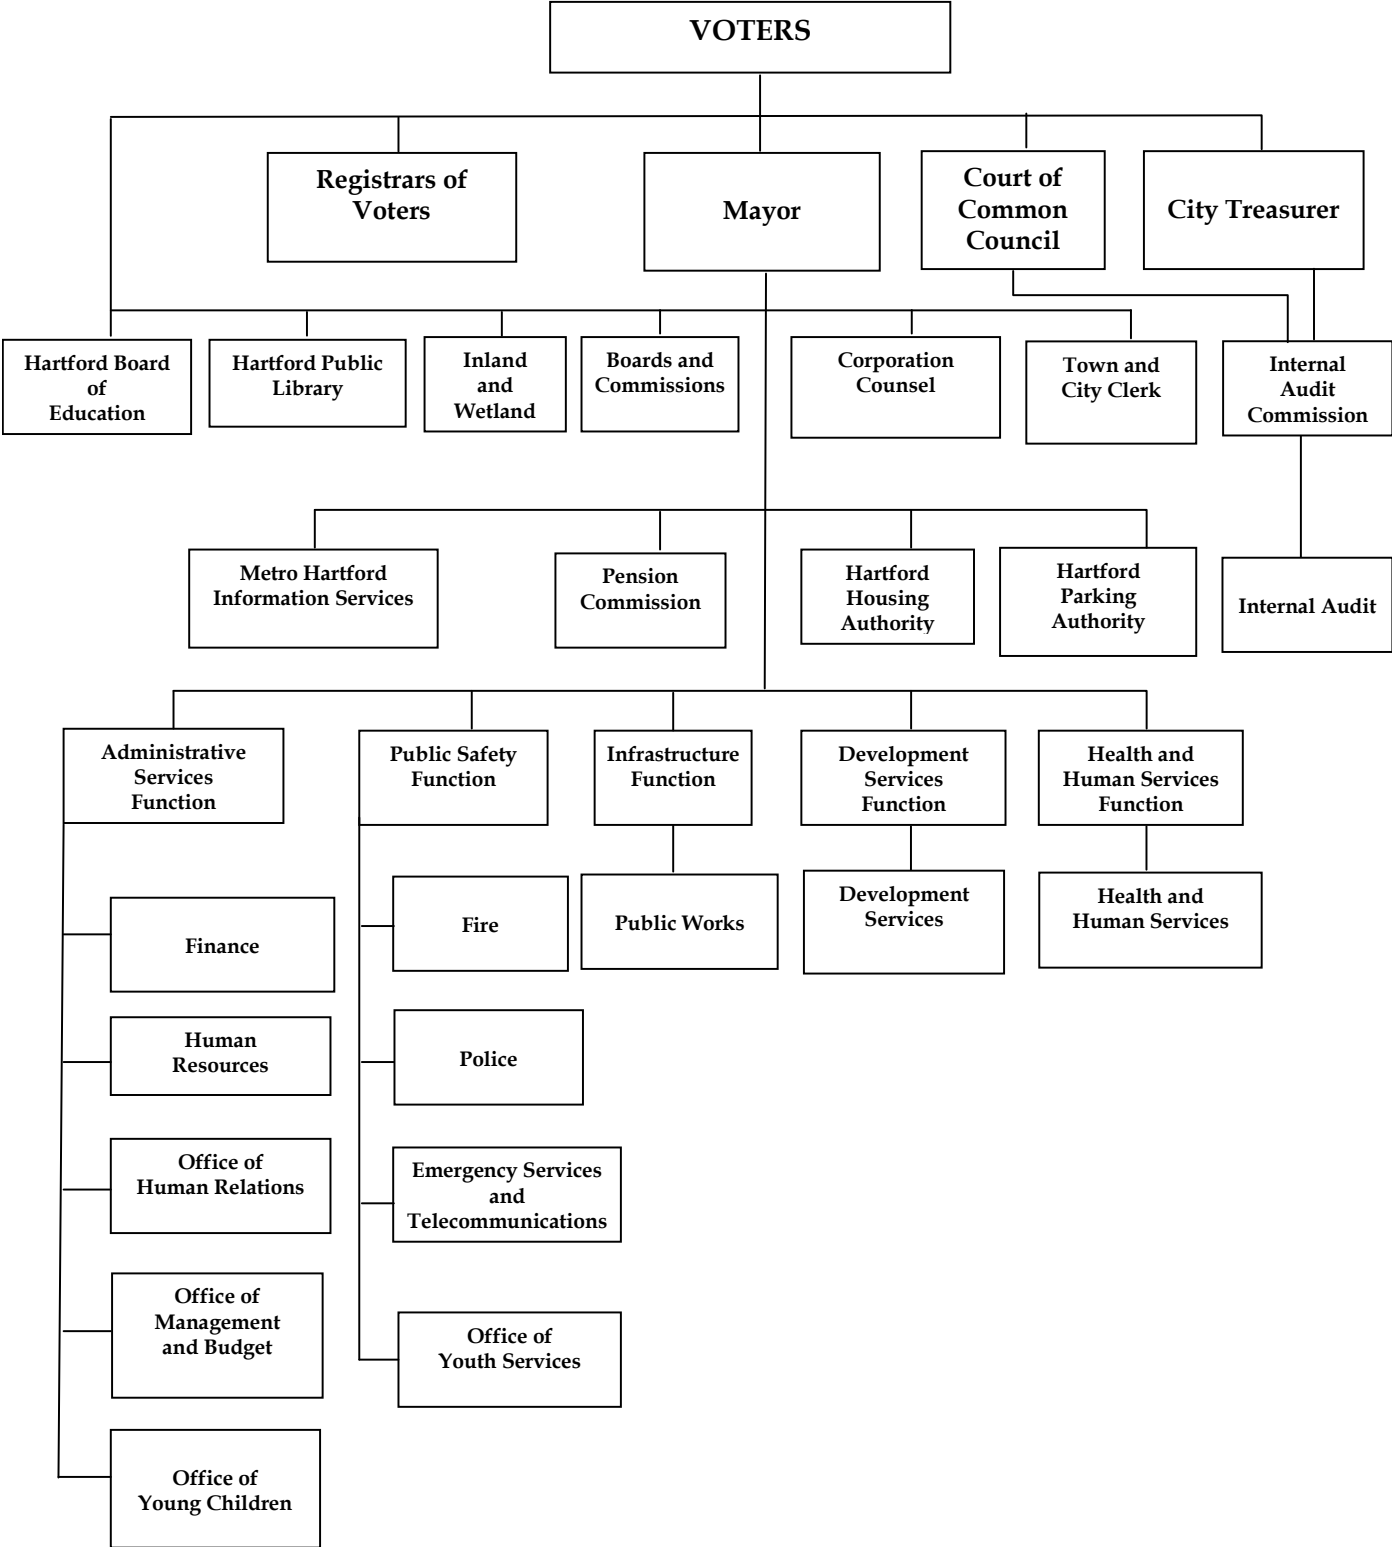 VOTERS
Registrars of
Voters
Mayor
Court of
Common
Council
City Treasurer
Hartford Board
of
Education
Hartford Public
Library
Inland
and
Wetland
Boards and
Commissions
Corporation
Counsel
Town and
City Clerk
Internal
Audit
Commission
Metro Hartford
Information Services
Pension
Commission
Hartford
Housing
Authority
Hartford
Parking
Authority
Internal Audit
Administrative
Services
Function
Public Safety
Function
Infrastructure
Function
Development
Services
Function
Health and
Human Services
Function
Finance
Human
Resources
Office of
Human Relations
Office of
Management
and Budget
Office of
Young Children
Fire
Police
Emergency Services
and
Telecommunications
Office of
Youth Services
Public Works
Development
Services
Health and
Human Services